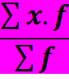 ∑ x. f
∑ f